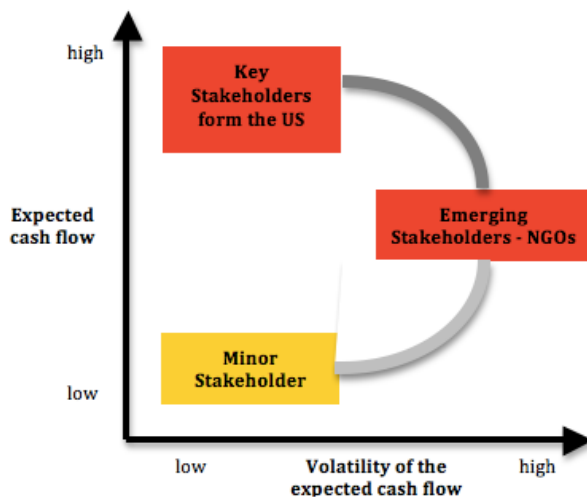 high
Key
Stakeholders
form the US
Expected
cash flow
Emerging
Stakeholders - NGOs
Minor
Stakeholder
low
low
Volatility of the
expected cash flow
high